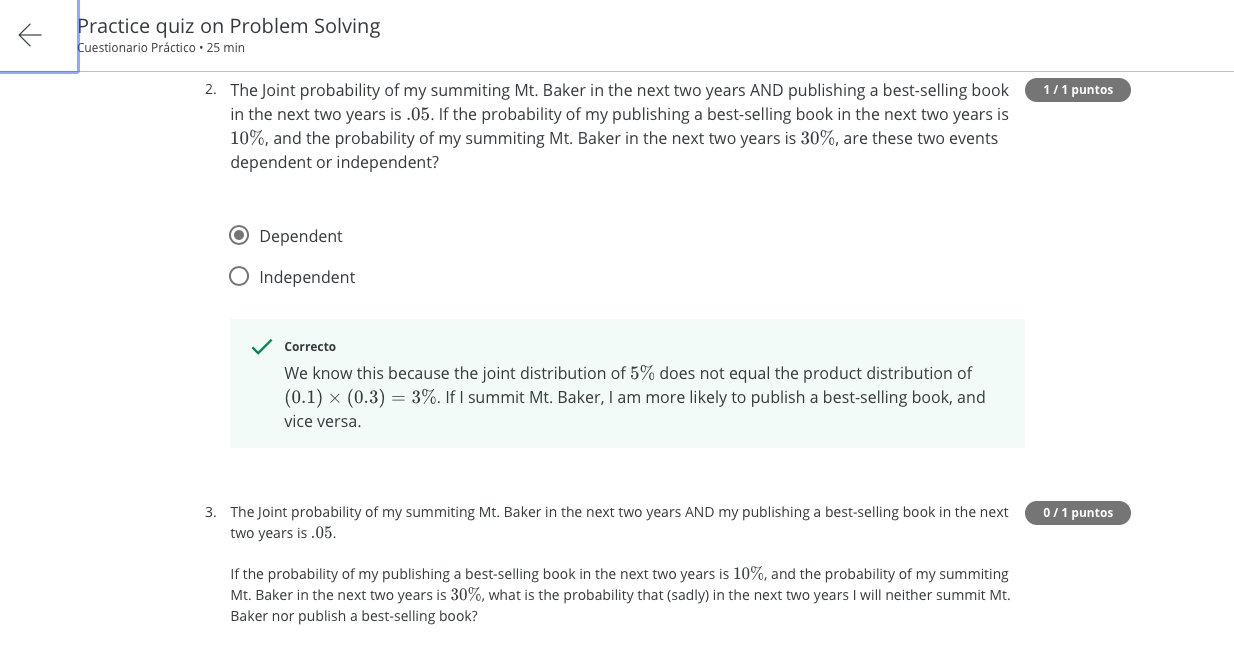 Practice quiz on Problem Solving
Cuestionario Práctico • 25 min
2. The Joint probability of my summiting Mt. Baker in the next two years AND publishing a best-selling book
1 / 1 puntos
in the next two years is .05. If the probability of my publishing a best-selling book in the next two years is
10%, and the probability of my summiting Mt. Baker in the next two years is 30%, are these two events
dependent or independent?
Dependent
Independent
Correcto
We know this because the joint distribution of 5% does not equal the product distribution of
(0.1) × (0.3) = 3%. If I summit Mt. Baker, I am more likely to publish a best-selling book, and
vice versa.
3. The Joint probability of my summiting Mt. Baker in the next two years AND my publishing a best-selling book in the next
0 / 1 puntos
two years is .05.
If the probability of my publishing a best-selling book in the next two years is 10%, and the probability of my summiting
Mt. Baker in the next two years is 30%, what is the probability that (sadly) in the next two years I will neither summit Mt.
Baker nor publish a best-selling book?